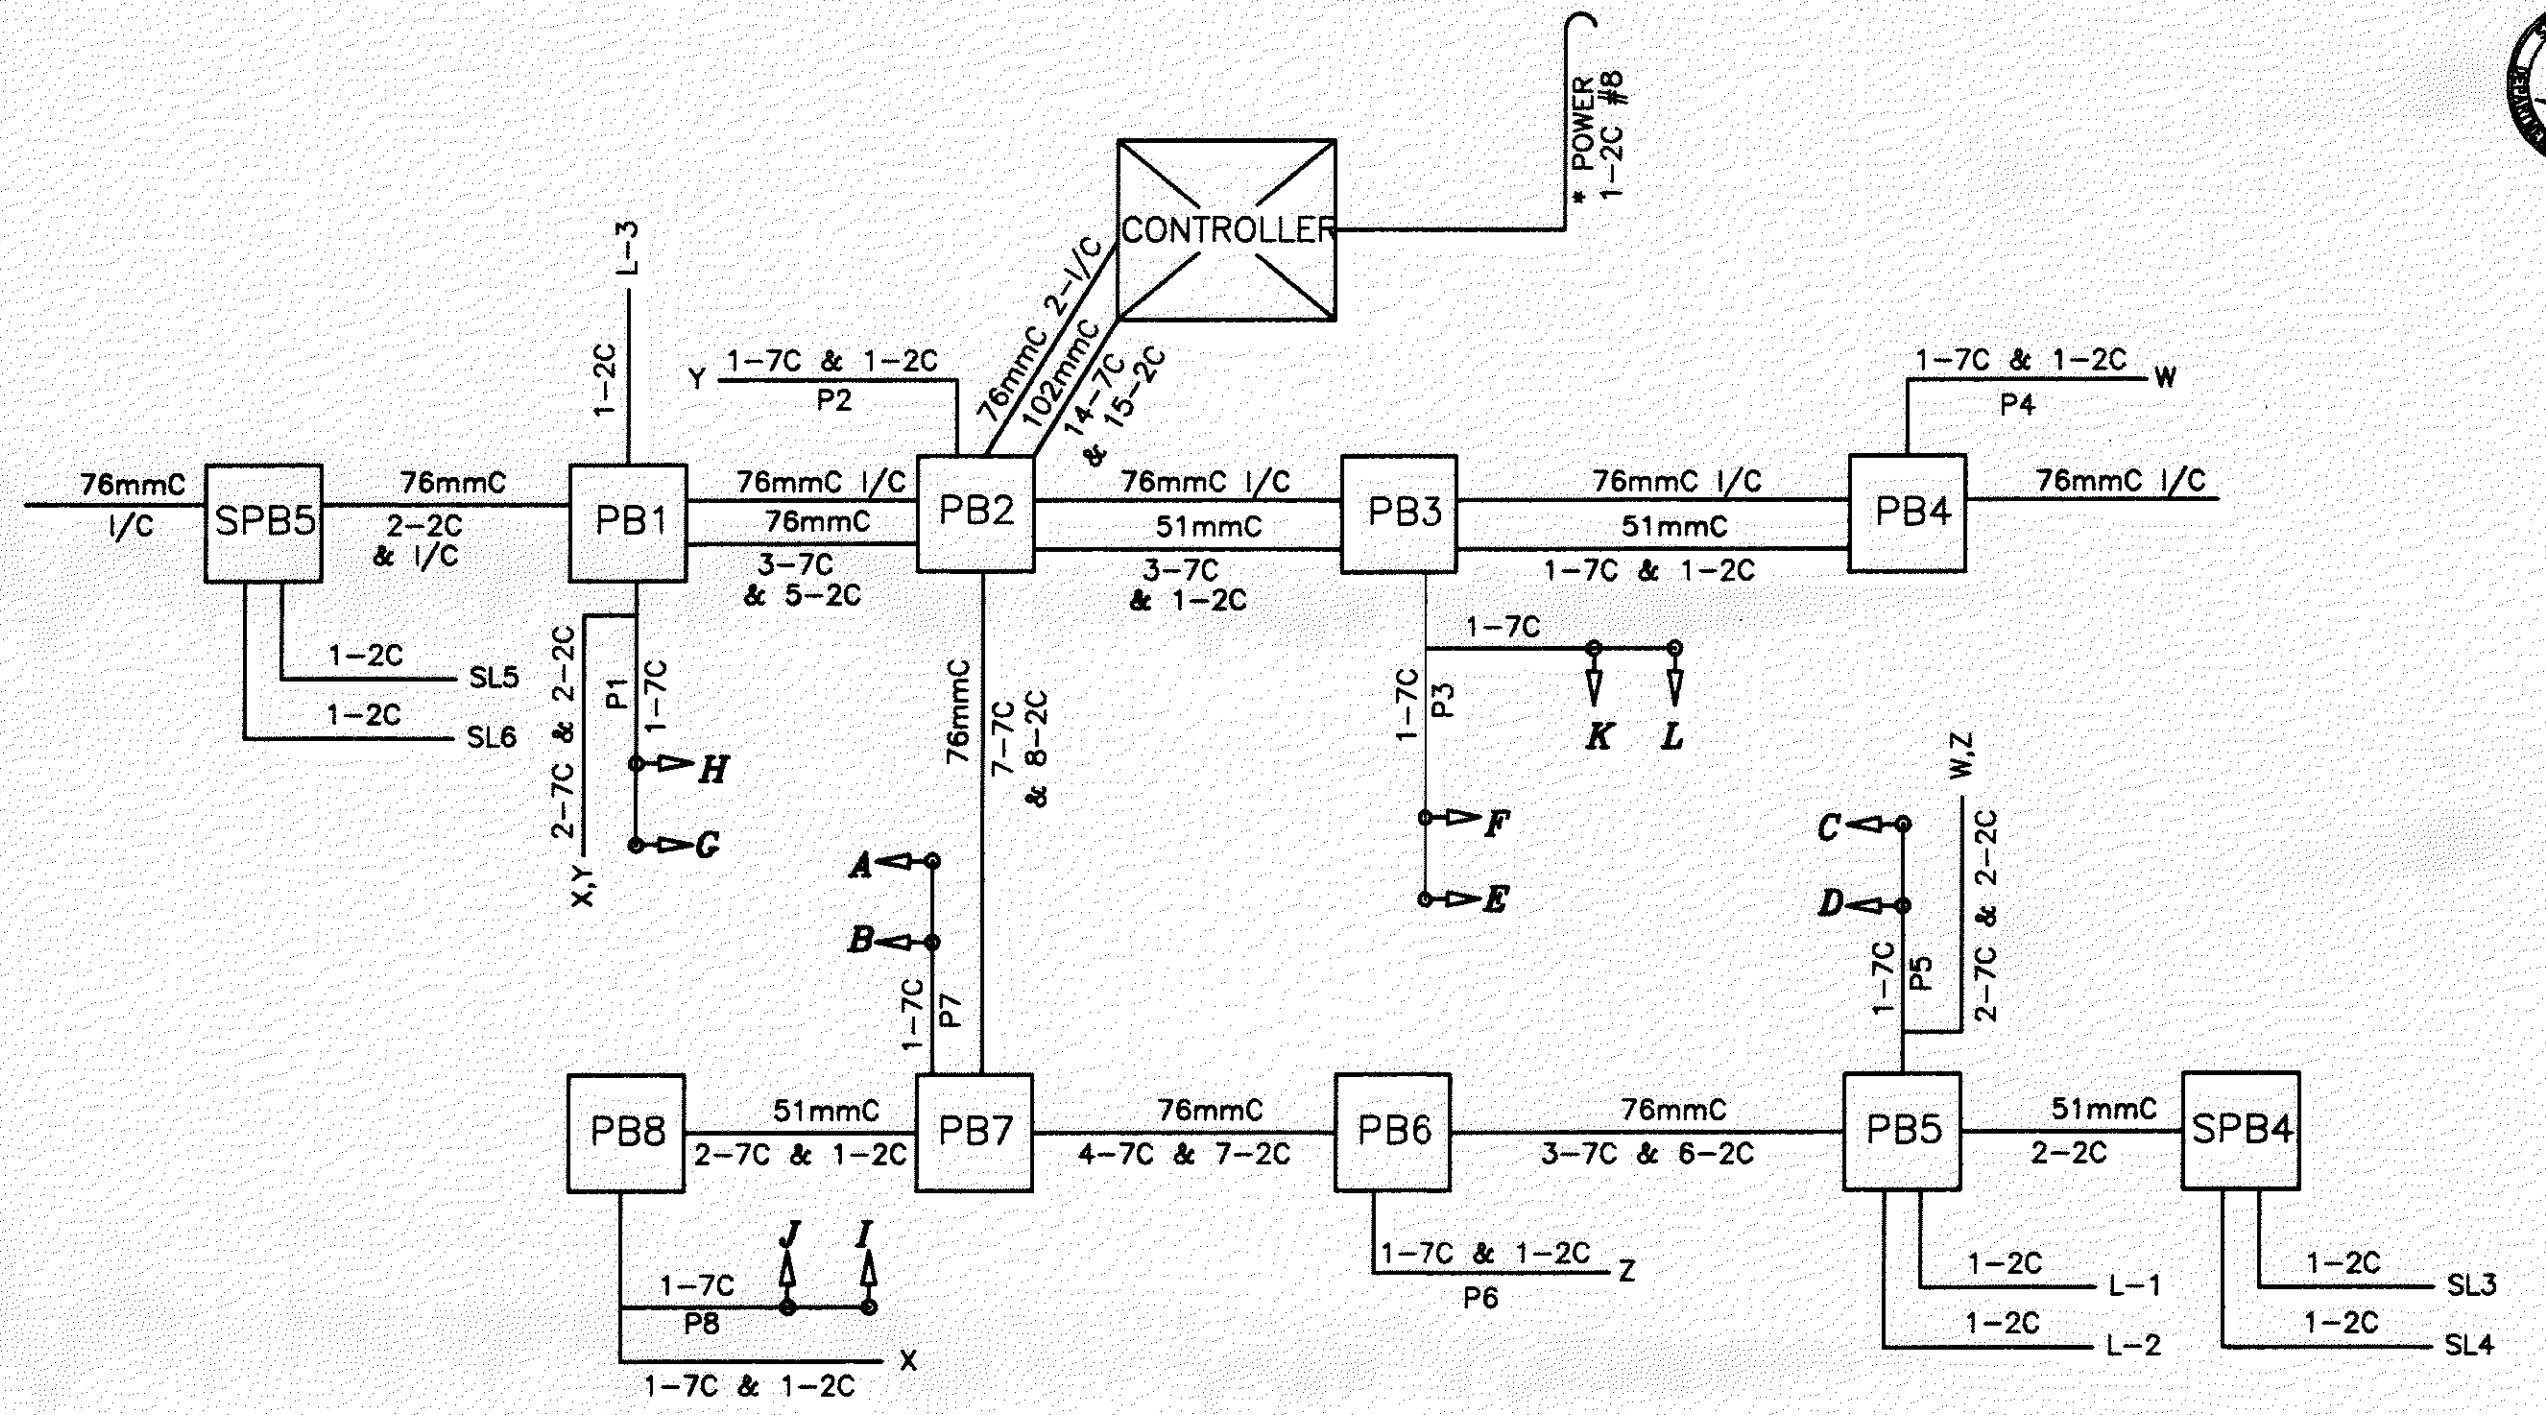 * POWER
1-2C #8
CONTROLLER
76mmC 2-I/C
102mmC
14-7C
& 15-2C
L-3
1-2C
Y
1-7C & 1-2C
P2
1-7C & 1-2C
W
P4
76mmC
I/C
SPB5
76mmC
2-2C
& I/C
PB1
76mmC I/C
76mmC
3-7C
& 5-2C
PB2
76mmC I/C
51mmC
3-7C
& 1-2C
PB3
76mmC I/C
51mmC
1-7C & 1-2C
PB4
76mmC I/C
1-2C
SL5
1-2C
SL6
2-7C & 2-2C
X,Y
P1
1-7C
H
G
76mmC
7-7C
& 8-2C
1-7C
K
L
1-7C
P3
F
E
A
B
1-7C
P7
C
D
1-7C
P5
W,Z
2-7C & 2-2C
PB8
51mmC
2-7C & 1-2C
PB7
76mmC
4-7C & 7-2C
PB6
76mmC
3-7C & 6-2C
PB5
51mmC
2-2C
SPB4
J
I
1-7C
P8
X
1-7C & 1-2C
1-7C & 1-2C
Z
P6
1-2C
L-1
1-2C
L-2
1-2C
SL3
1-2C
SL4